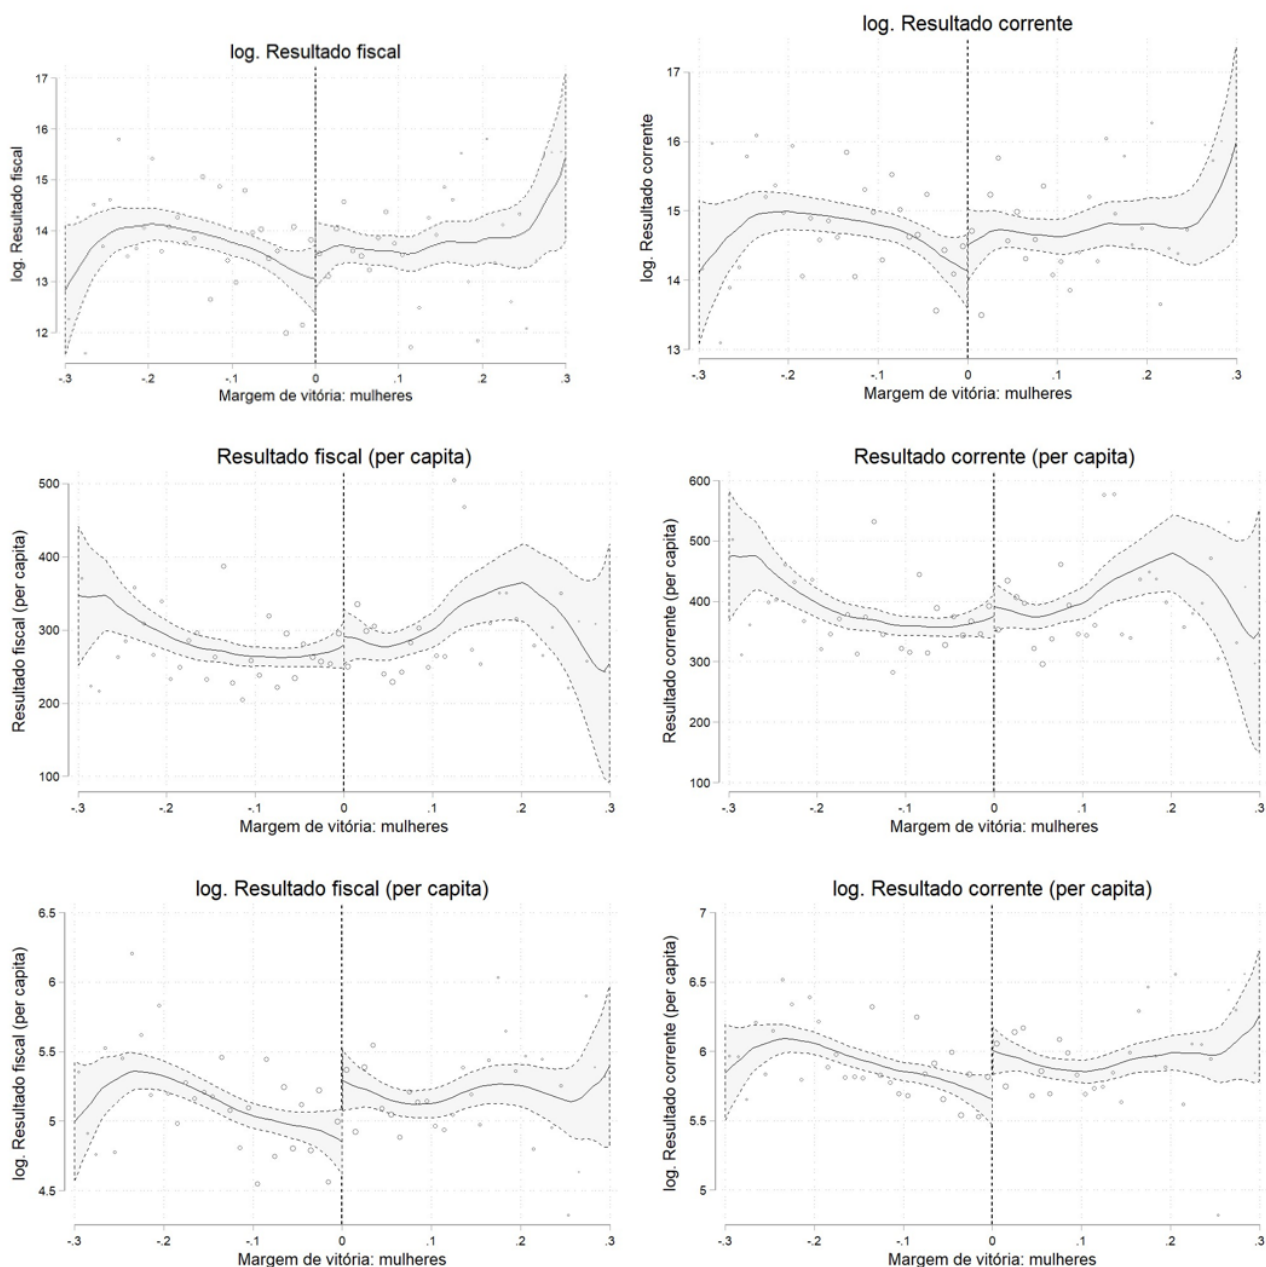 log. Resultado fiscal
log. Resultado fiscal
17
16
15
14
13
12
-.3 -.2 -.1 0 .1 .2 .3
Margem de vitória: mulheres
log. Resultado corrente
log. Resultado corrente
17
16
15
14
13
-.3 -.2 -.1 0 .1 .2 .3
Margem de vitória: mulheres
Resultado fiscal (per capita)
Resultado fiscal (per capita)
500
400
300
200
100
-.3 -.2 -.1 0 .1 .2 .3
Margem de vitória: mulheres
Resultado corrente (per capita)
Resultado corrente (per capita)
600
500
400
300
200
100
-.3 -.2 -.1 0 .1 .2 .3
Margem de vitória: mulheres
log. Resultado fiscal (per capita)
log. Resultado fiscal (per capita)
6.5
6
5.5
5
4.5
-.3 -.2 -.1 0 .1 .2 .3
Margem de vitória: mulheres
log. Resultado corrente (per capita)
log. Resultado corrente (per capita)
7
6.5
6
5.5
5
-.3 -.2 -.1 0 .1 .2 .3
Margem de vitória: mulheres